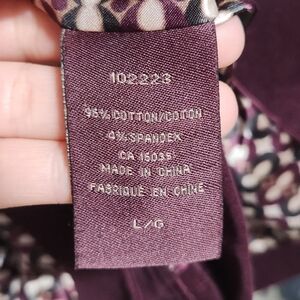 102223
96% COTTON/COTON
4% SPANDEX
CA 15035
MADE IN CHINA
FABRIQUÉ EN CHINE
L/G